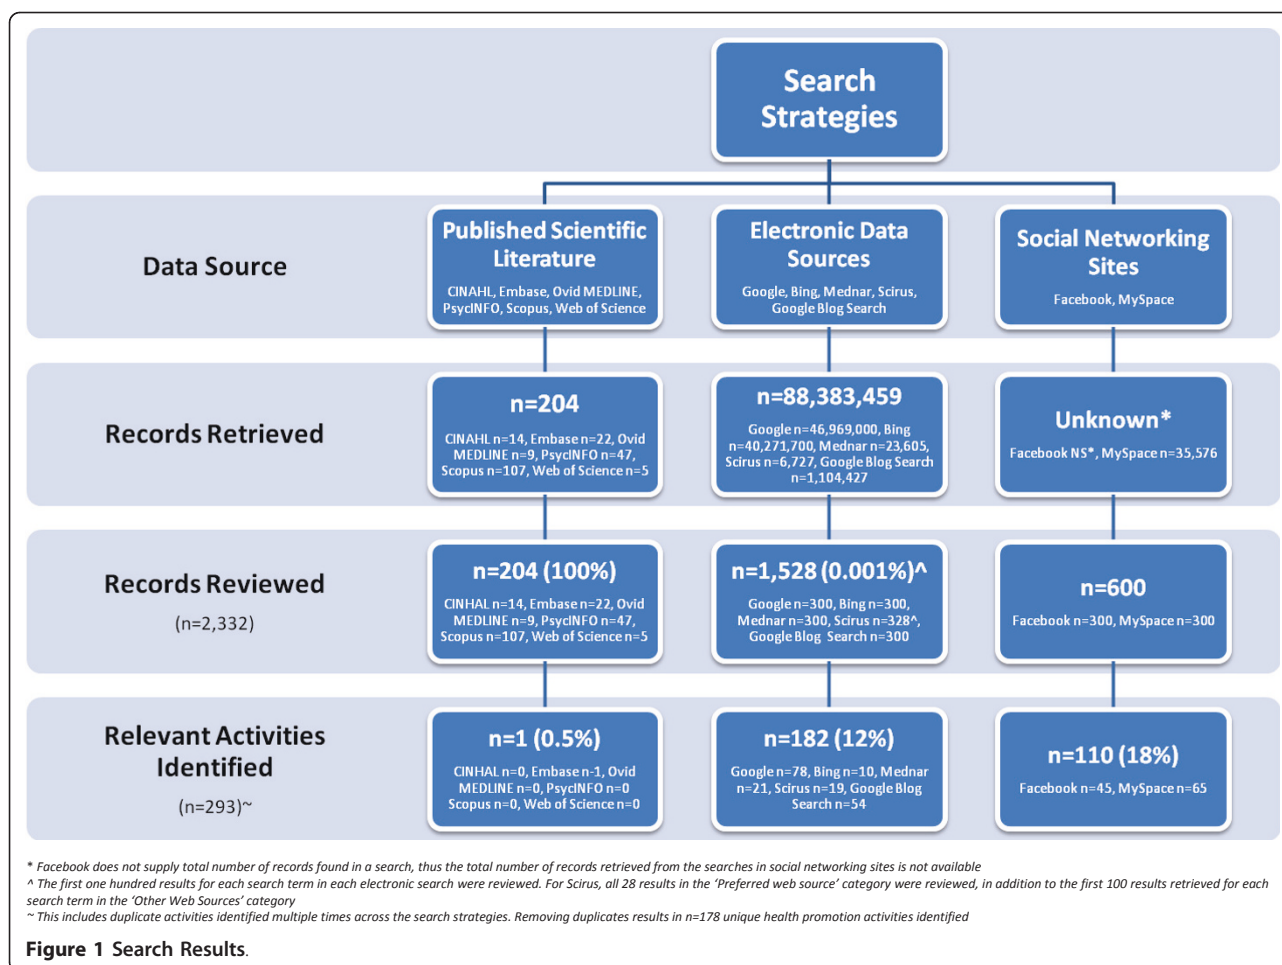 Search
Strategies
Data Source
Published Scientific
Literature
CINAHL, Embase, Ovid MEDLINE,
PsycINFO, Scopus, Web of Science
Electronic Data
Sources
Google, Bing, Mednar, Scirus,
Google Blog Search
Social Networking
Sites
Facebook, MySpace
Records Retrieved
n=204
CINAHL n=14, Embase n=22, Ovid
MEDLINE n=9, PsycINFO n=47,
Scopus n=107, Web of Science n=5
n=88,383,459
Google n=46,969,000, Bing
n=40,271,700, Mednar n=23,605,
Scirus n=6,727, Google Blog Search
n=1,104,427
Unknown*
Facebook NS*, MySpace n=35,576
Records Reviewed
(n=2,332)
n=204 (100%)
CINHAL n=14, Embase n=22, Ovid
MEDLINE n=9, PsycINFO n=47,
Scopus n=107, Web of Science n=5
n=1,528 (0.001%)^
Google n=300, Bing n=300,
Mednar n=300, Scirus n=328^,
Google Blog Search n=300
n=600
Facebook n=300, MySpace n=300
Relevant Activities
Identified
(n=293)~
n=1 (0.5%)
CINHAL n=0, Embase n-1, Ovid
MEDLINE n=0, PsycINFO n=0
Scopus n=0, Web of Science n=0
n=182 (12%)
Google n=78, Bing n=10, Mednar
n=21, Scirus n=19, Google Blog
Search n=54
n=110 (18%)
Facebook n=45, MySpace n=65
* Facebook does not supply total number of records found in a search, thus the total number of records retrieved from the searches in social networking sites is not available
^ The first one hundred results for each search term in each electronic search were reviewed. For Scirus, all 28 results in the 'Preferred web source' category were reviewed, in addition to the first 100 results retrieved for each
search term in the 'Other Web Sources' category
~ This includes duplicate activities identified multiple times across the search strategies. Removing duplicates results in n=178 unique health promotion activities identified
Figure 1 Search Results.